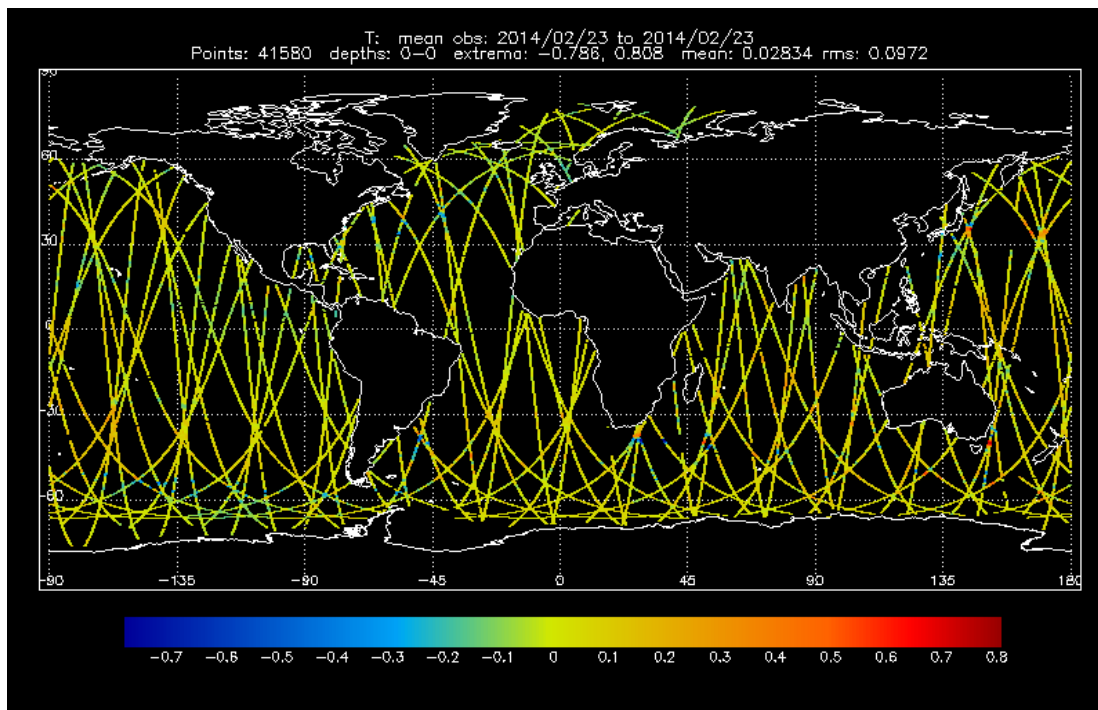 T: mean obs: 2014/02/23 to 2014/02/23
Points: 41580 depths: 0-0 extrema: -0.786, 0.808 mean: 0.02834 rms: 0.0972
90
60
30
0
-30
-60
-90 -135 -90 -45 0 45 90 135 180
-0.7 -0.6 -0.5 -0.4 -0.3 -0.2 -0.1 0 0.1 0.2 0.3 0.4 0.5 0.6 0.7 0.8